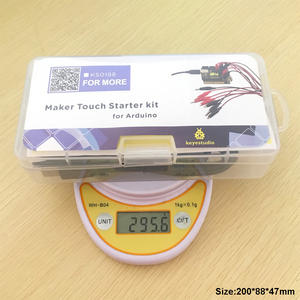 KS0156
FOR MORE
Maker Touch Starter kit
for Arduino
keyestudio
WH-B04
1kg×0.1g
UNIT
295.6
Size:200*88*47mm